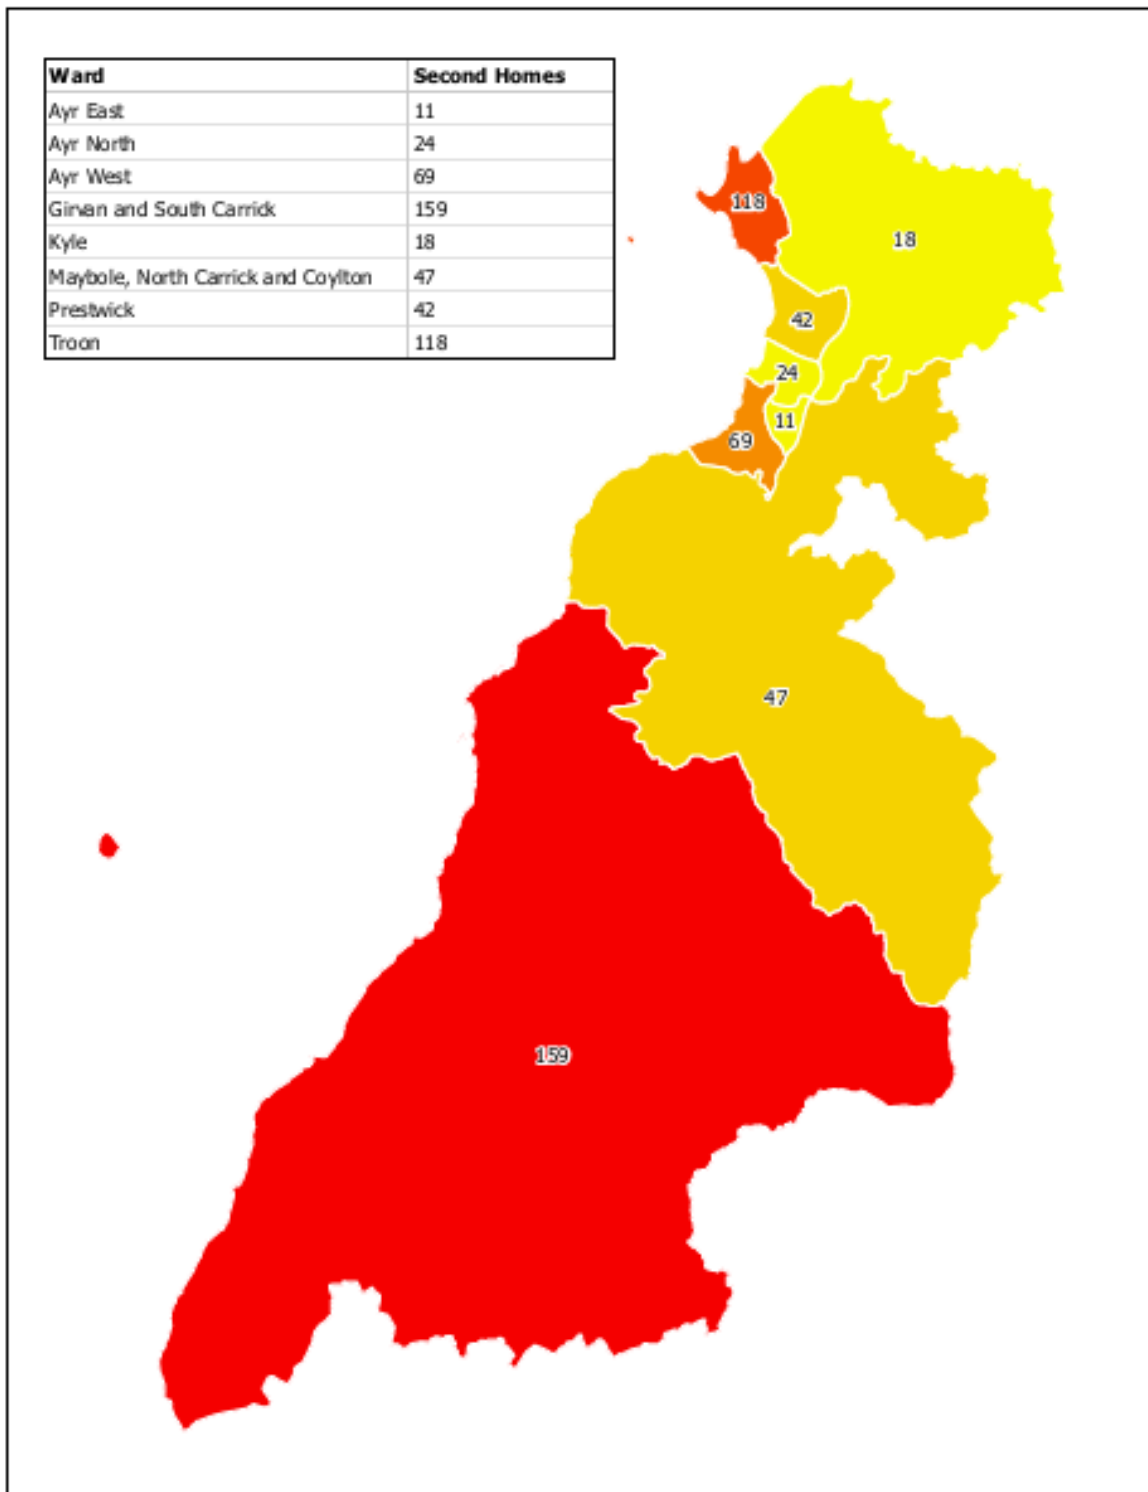 Ward Second Homes
Ayr East 11
Ayr North 24
Ayr West 69
Girvan and South Carrick 159
Kyle 18
Maybole, North Carrick and Coylton 47
Prestwick 42
Troon 118
118
18
42
24
11
69
47
159